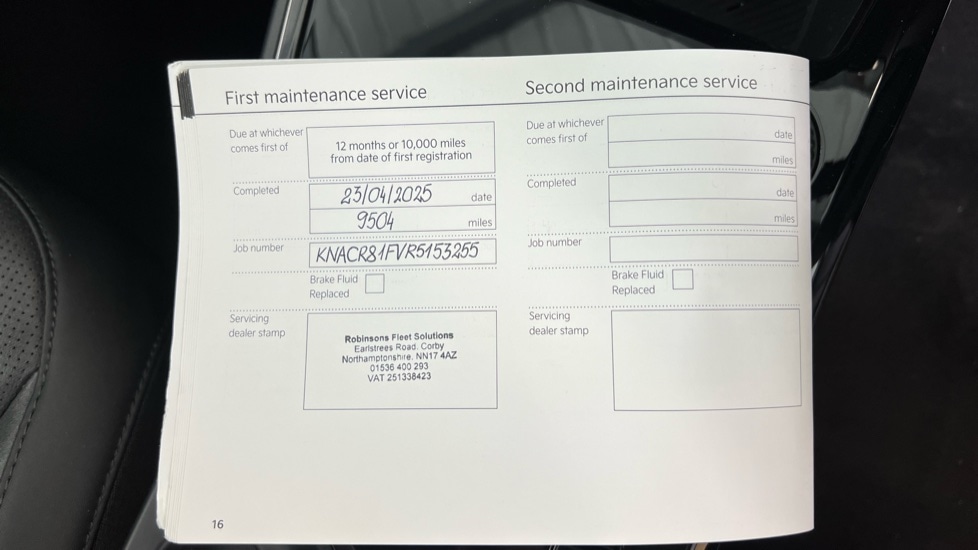 First maintenance service
Due at whichever
comes first of
12 months or 10,000 miles
from date of first registration
Completed
23/04/2025 date
9504 miles
Job number
KNACR81FVR5153255
Brake Fluid
Replaced
Servicing
dealer stamp
Robinsons Fleet Solutions
Earlstrees Road, Corby
Northamptonshire, NN17 4AZ
01536 400 293
VAT 251338423
16
Second maintenance service
Due at whichever
comes first of
date
miles
Completed
date
miles
Job number
Brake Fluid
Replaced
Servicing
dealer stamp